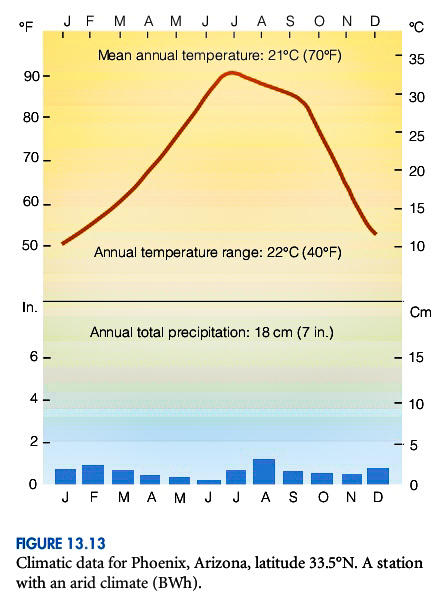 °F J F M A M J J A S O N D °C
Mean annual temperature: 21°C (70°F)
35
90
30
80
25
70
20
60
15
50
10
Annual temperature range: 22°C (40°F)
In.
Cm
Annual total precipitation: 18 cm (7 in.)
6
15
4
10
2
5
0
0
J F M A M J J A S O N D
FIGURE 13.13
Climatic data for Phoenix, Arizona, latitude 33.5°N. A station
with an arid climate (BWh).